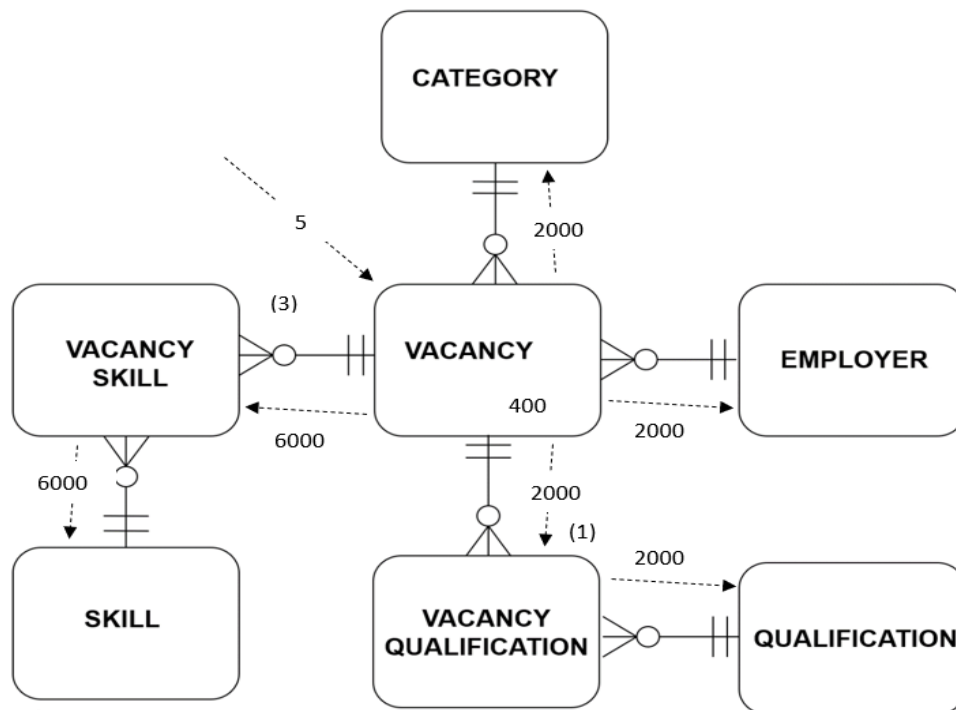 CATEGORY
5
2000
(3)
VACANCY
SKILL
VACANCY
EMPLOYER
400
6000
2000
6000
2000
(1)
2000
SKILL
VACANCY
QUALIFICATION
QUALIFICATION